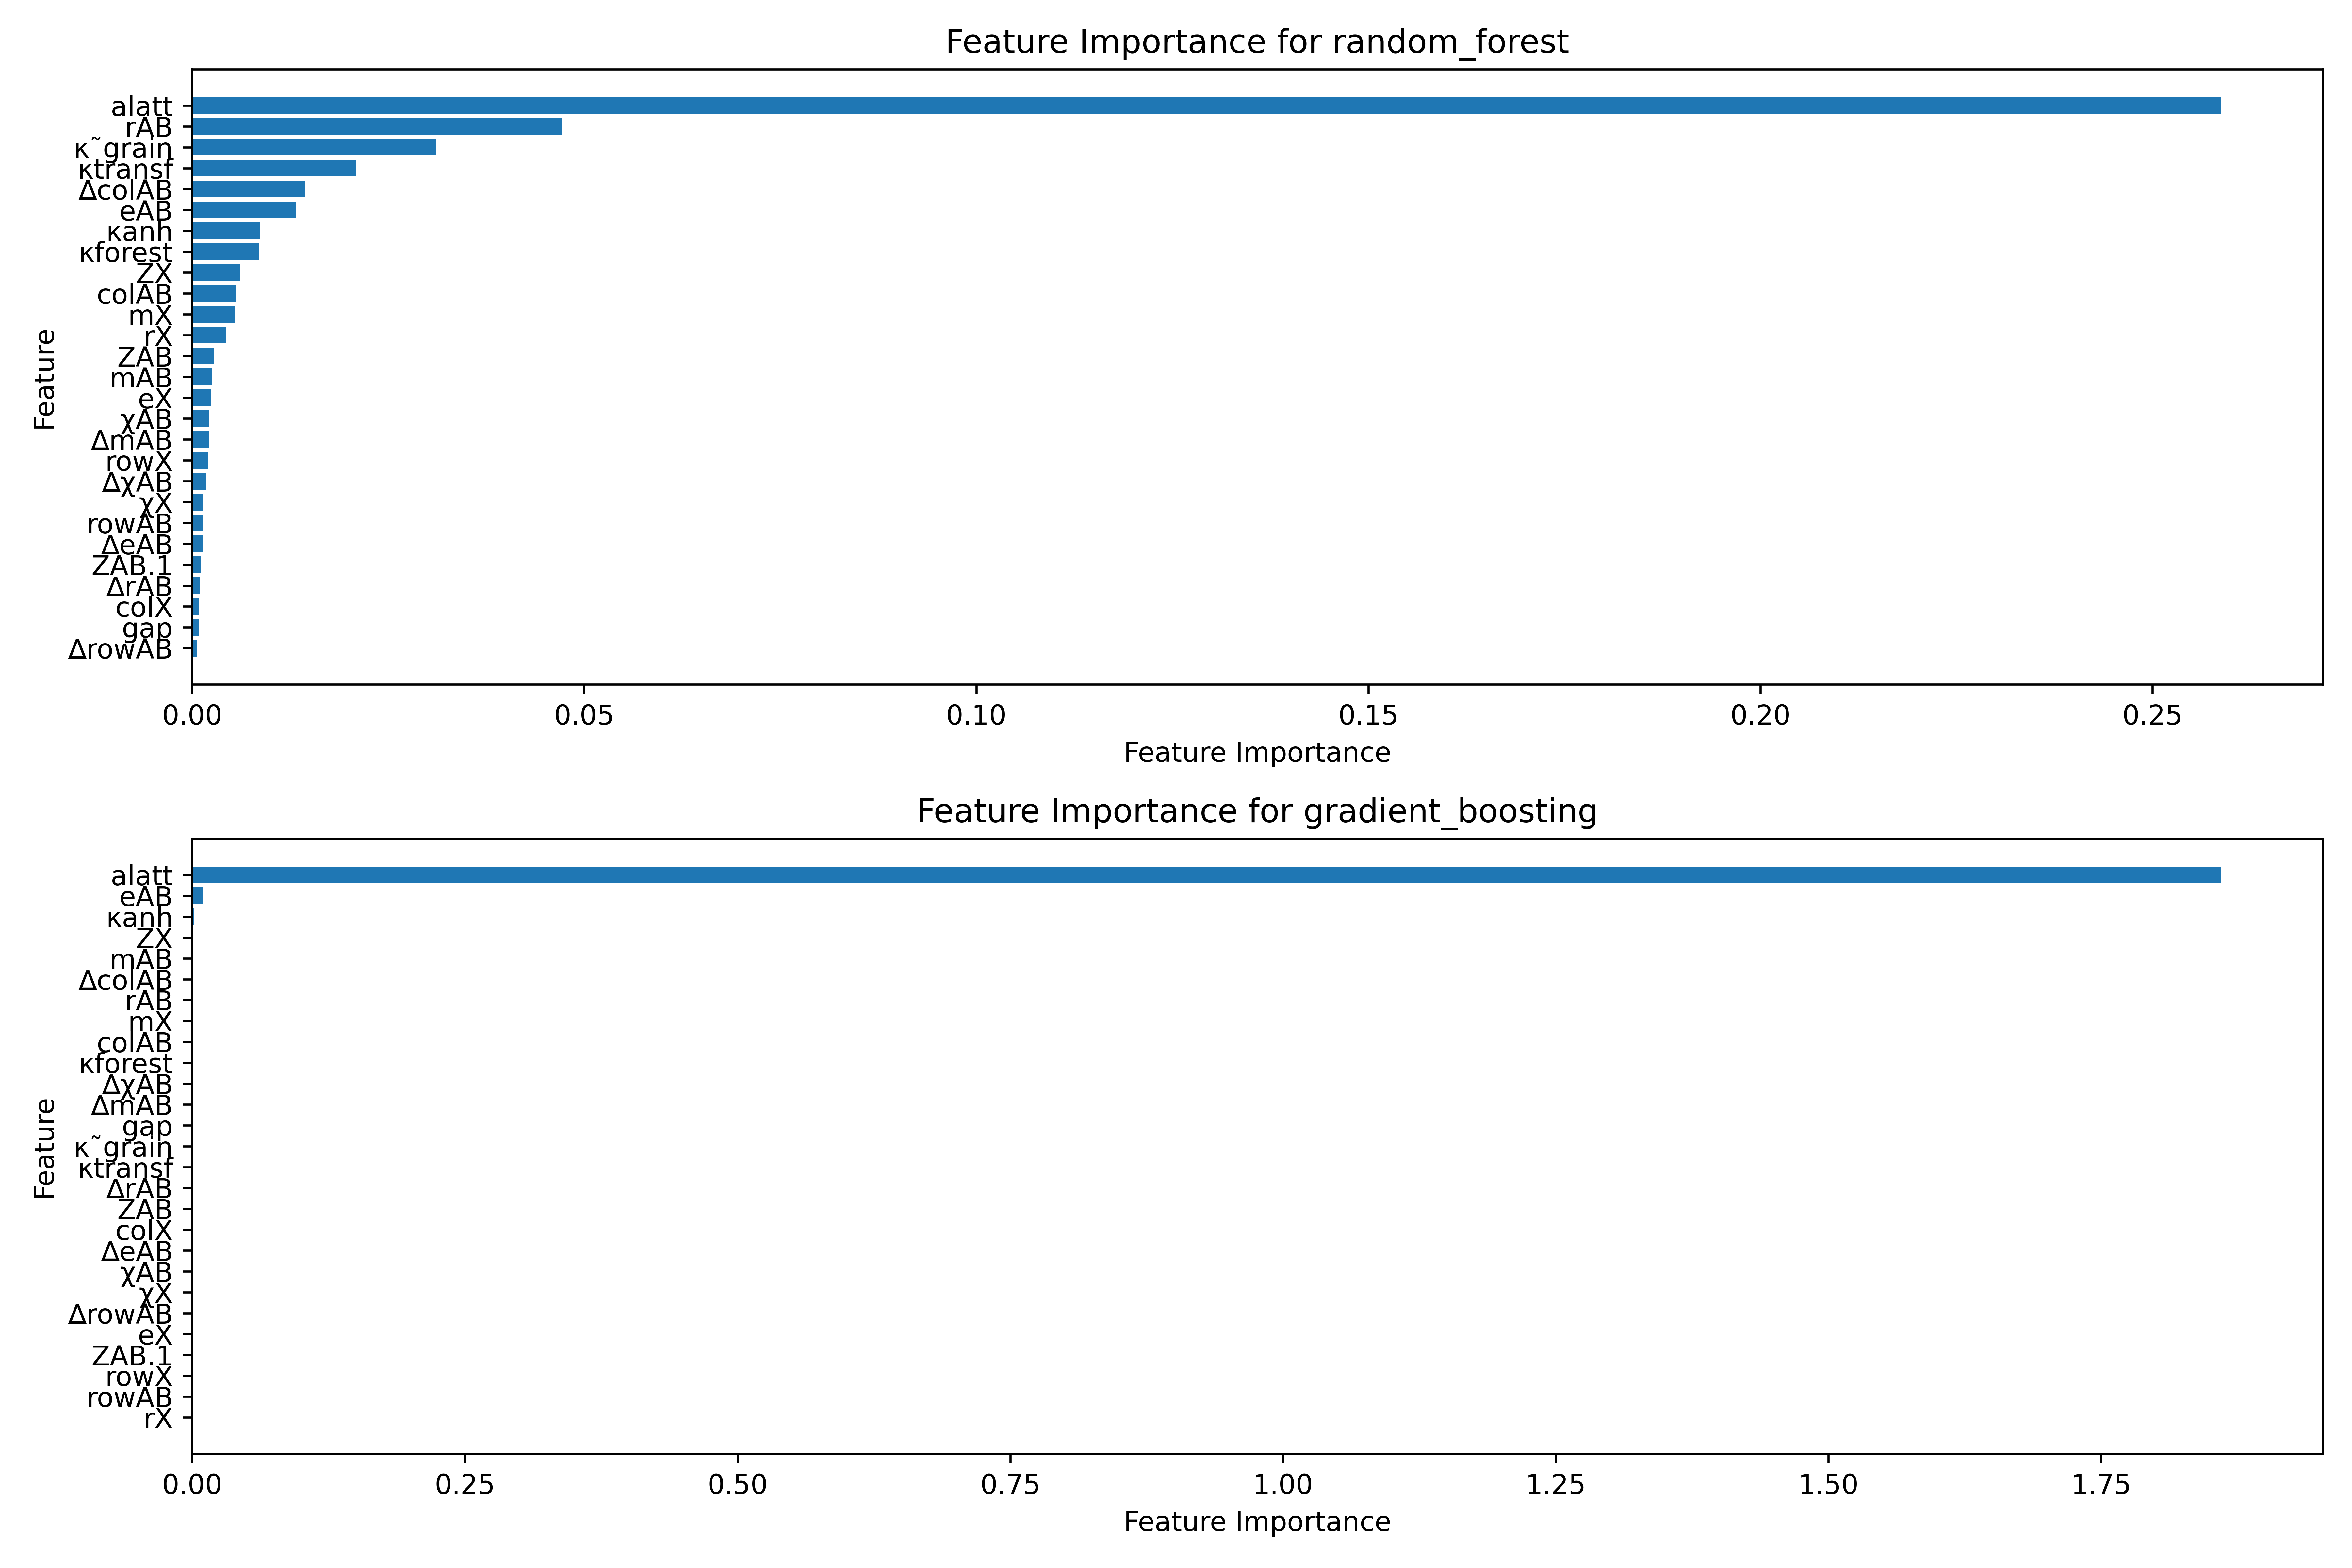 Feature Importance for random_forest
Feature
alatt
rAB
κ˜grain
κtransf
ΔcolAB
eAB
κanh
κforest
ZX
colAB
mX
rX
ZAB
mAB
eX
χAB
ΔmAB
rowX
ΔχAB
χX
rowAB
ΔeAB
ZAB.1
ΔrAB
colX
gap
ΔrowAB
0.00 0.05 0.10 0.15 0.20 0.25
Feature Importance
Feature Importance for gradient_boosting
Feature
alatt
eAB
κanh
ZX
mAB
ΔcolAB
rAB
mX
colAB
κforest
ΔχAB
ΔmAB
gap
κ˜grain
κtransf
ΔrAB
ZAB
colX
ΔeAB
χAB
χX
ΔrowAB
eX
ZAB.1
rowX
rowAB
rX
0.00 0.25 0.50 0.75 1.00 1.25 1.50 1.75
Feature Importance